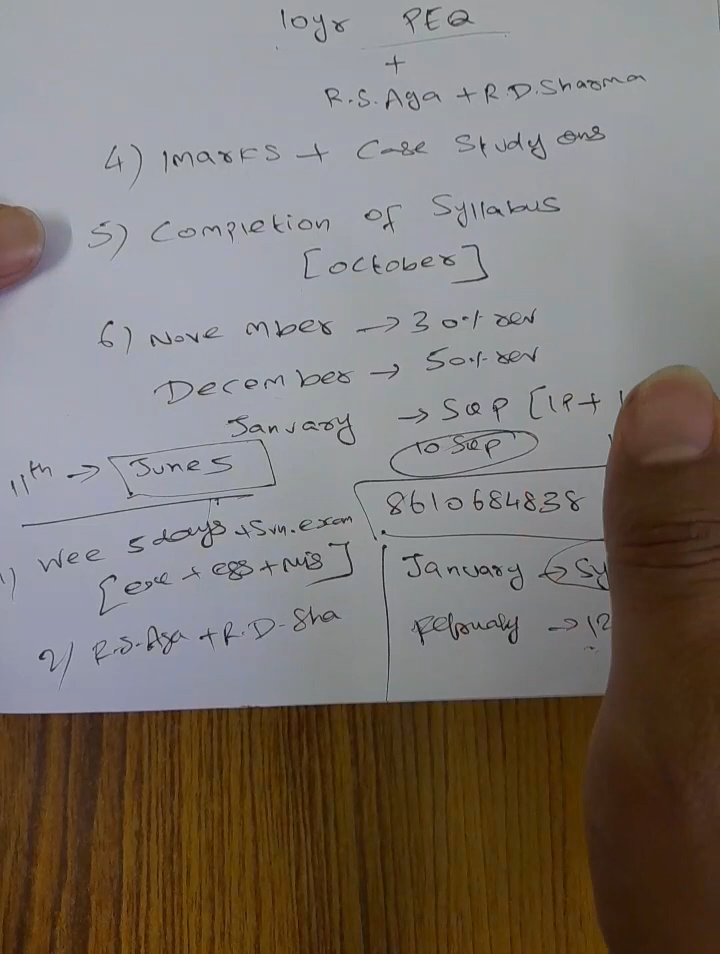 10yr PEQ
+
R.S.Aga + R.D.Sharma
4) 1marks + Case Study qns
5) Completion of Syllabus
[October]
6) November → 30% rev
December → 50% rev
January → SQP [1P+
10 SQP
11th → June 5
8610684838
1) Wee 5 days + Sun. exam
[exe + egs + mis]
January → Sy
2) R.S.Aga + R.D-Sha
February → 12